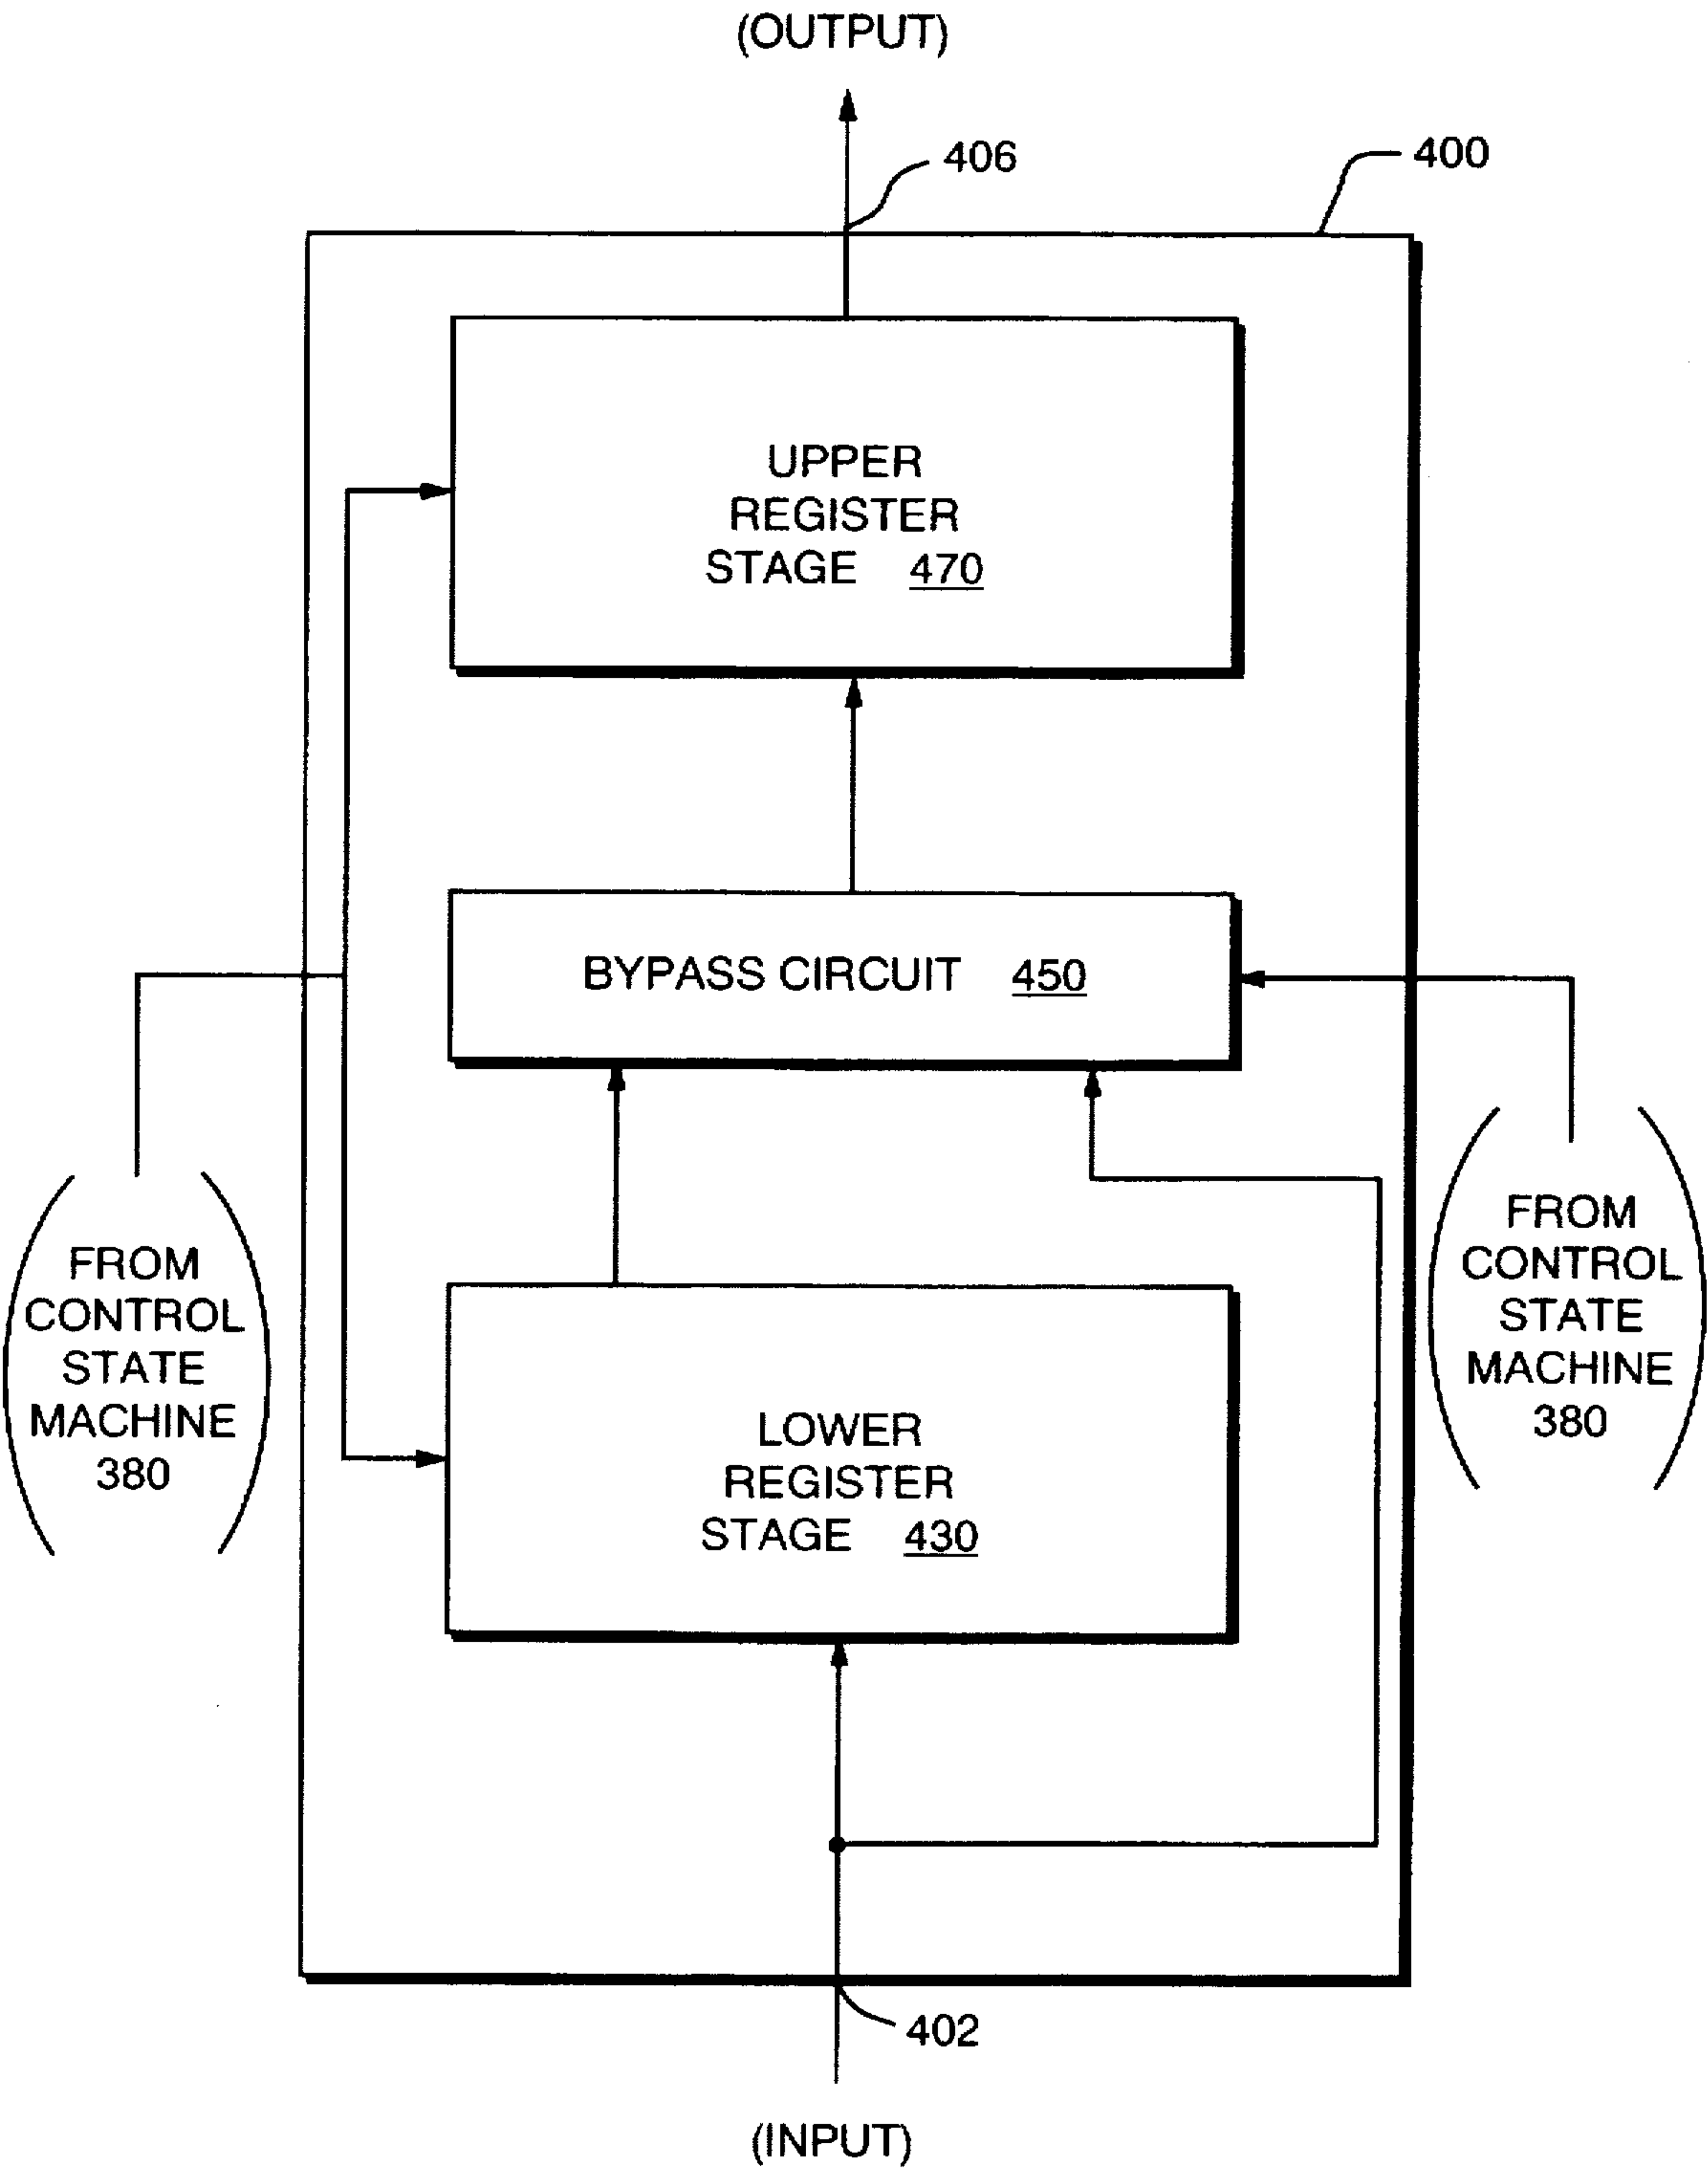 (OUTPUT)
406
400
UPPER
REGISTER
STAGE 470
BYPASS CIRCUIT 450
FROM
CONTROL
STATE
MACHINE
380
FROM
CONTROL
STATE
MACHINE
380
LOWER
REGISTER
STAGE 430
402
(INPUT)